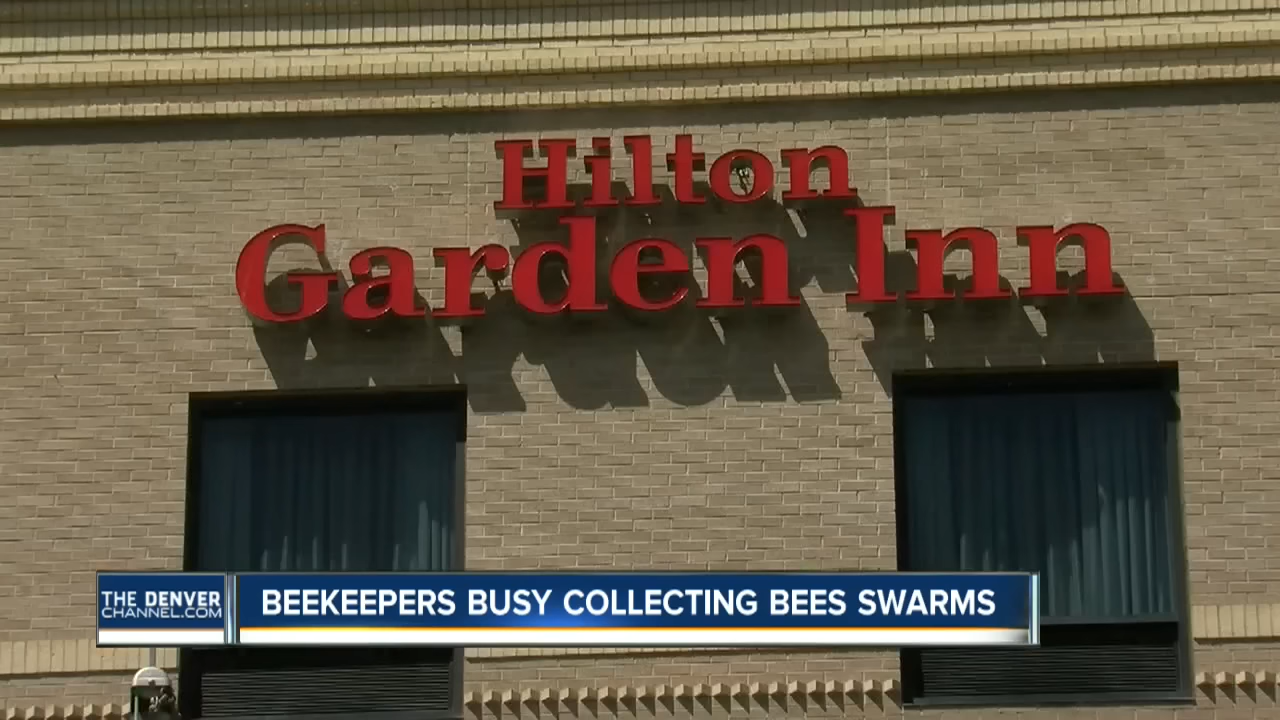 Hilton
Garden Inn
THE DENVER
CHANNEL.COM
BEEKEEPERS BUSY COLLECTING BEES SWARMS